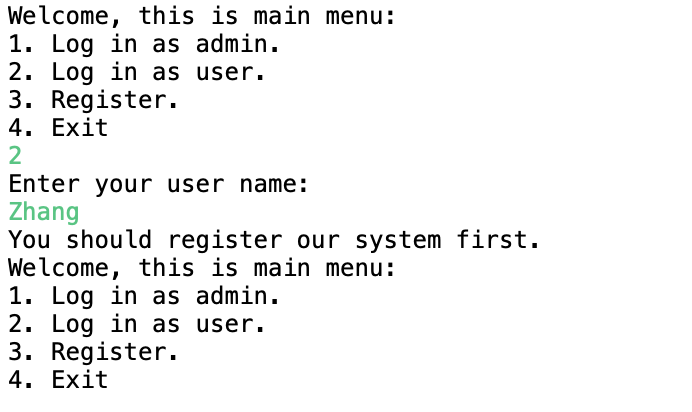 Welcome, this is main menu:
1. Log in as admin.
2. Log in as user.
3. Register.
4. Exit
2
Enter your user name:
Zhang
You should register our system first.
Welcome, this is main menu:
1. Log in as admin.
2. Log in as user.
3. Register.
4. Exit